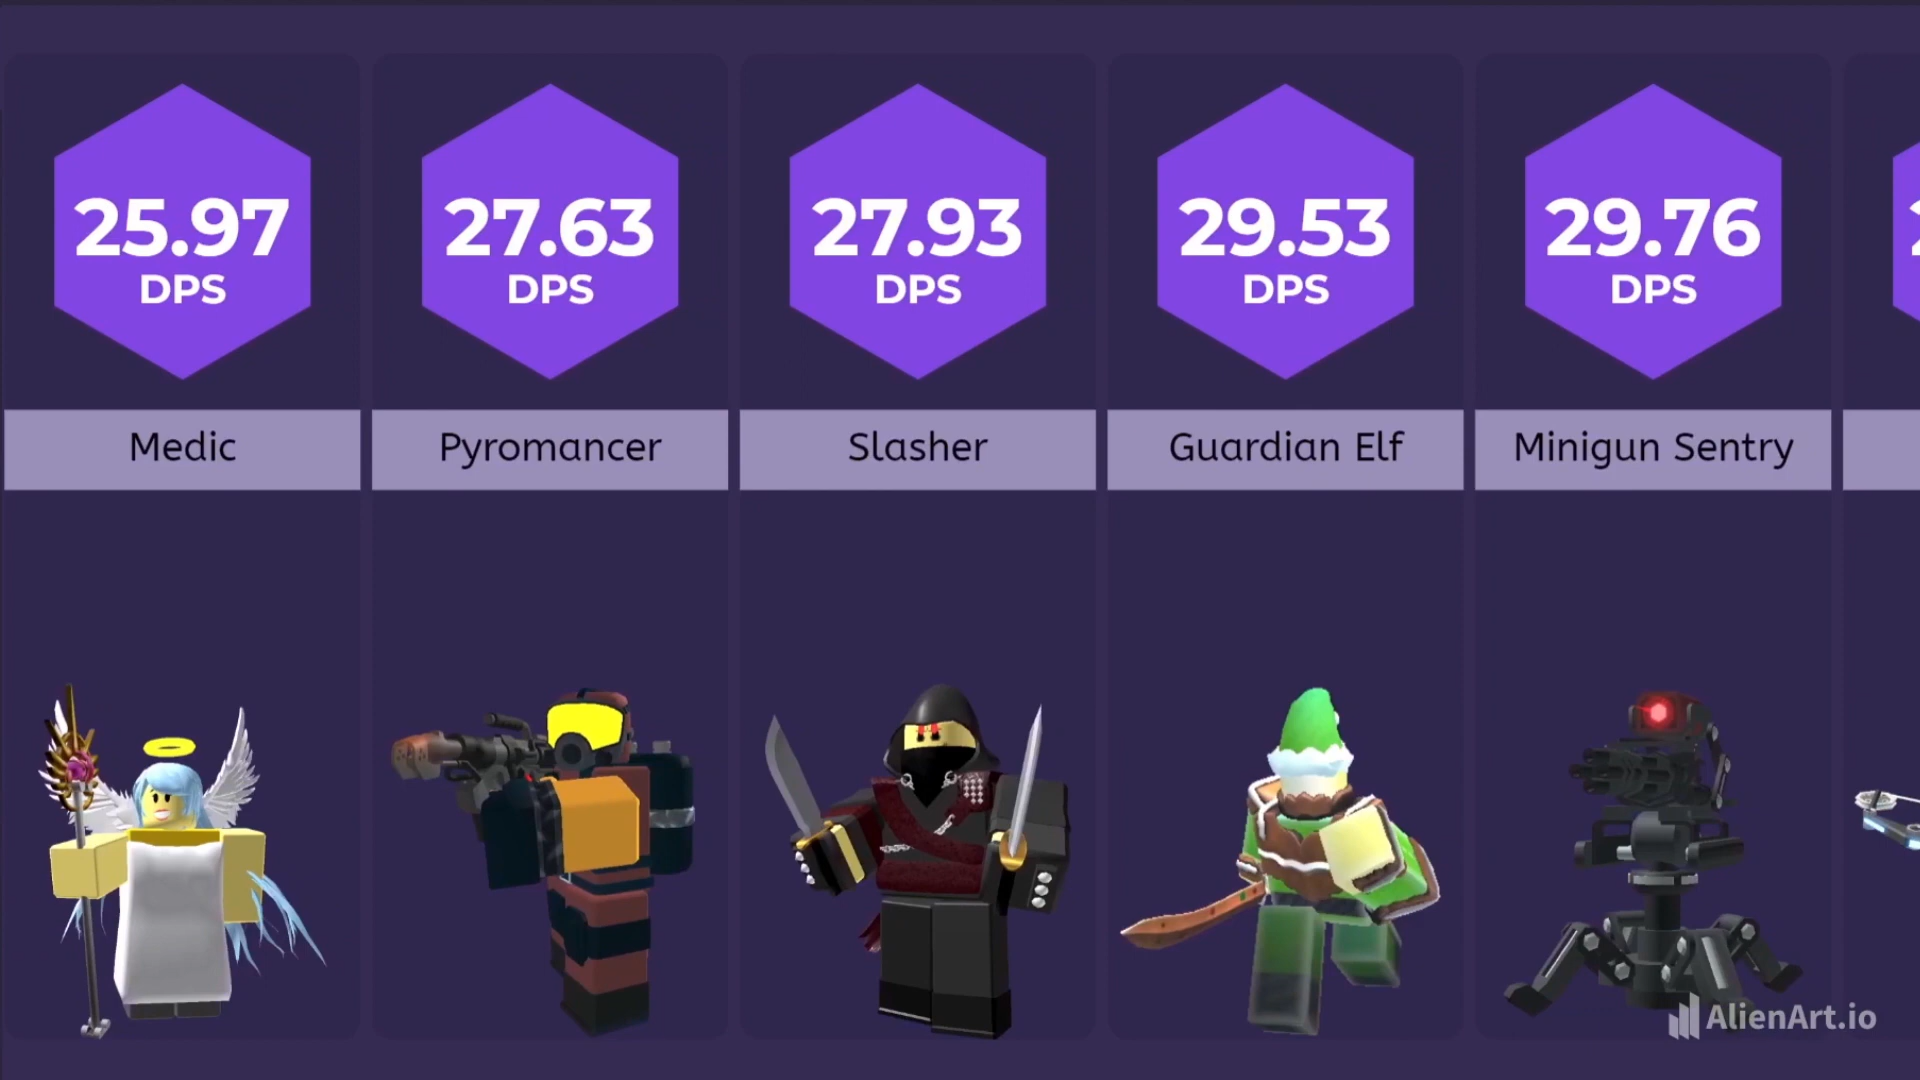 25.97
DPS
Medic
27.63
DPS
Pyromancer
27.93
DPS
Slasher
29.53
DPS
Guardian Elf
29.76
DPS
Minigun Sentry
AlienArt.io